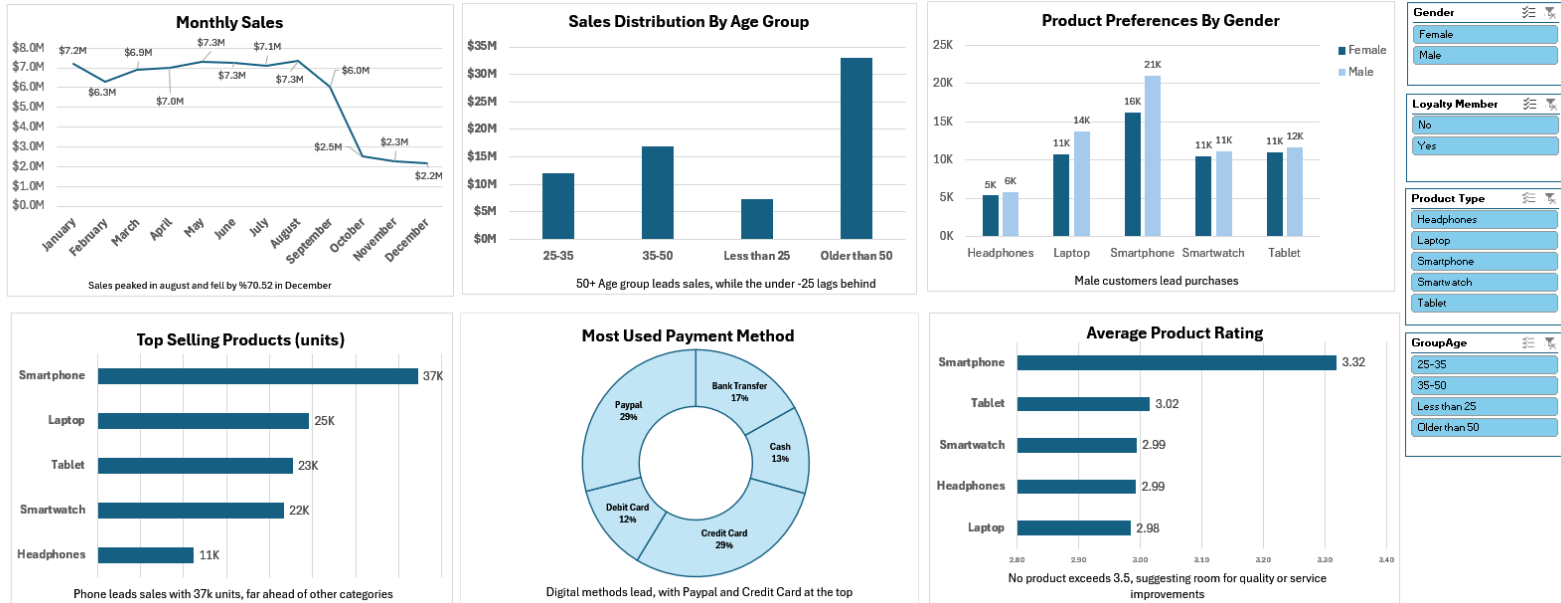 Monthly Sales
$8.0M
$7.0M
$6.0M
$5.0M
$4.0M
$3.0M
$2.0M
$1.0M
$0.0M
$7.2M
$6.3M
$6.9M
$7.0M
$7.3M
$7.3M
$7.1M
$7.3M
$6.0M
$2.5M
$2.3M
$2.2M
January
February
March
April
May
June
July
August
September
October
November
December
Sales peaked in august and fell by %70.52 in December
Sales Distribution By Age Group
$35M
$30M
$25M
$20M
$15M
$10M
$5M
$0M
25-35
35-50
Less than 25
Older than 50
50+ Age group leads sales, while the under -25 lags behind
Product Preferences By Gender
25K
20K
15K
10K
5K
0K
5K
6K
11K
14K
16K
21K
11K
11K
11K
12K
Headphones
Laptop
Smartphone
Smartwatch
Tablet
Female
Male
Male customers lead purchases
Gender
Female
Male
Loyalty Member
No
Yes
Product Type
Headphones
Laptop
Smartphone
Smartwatch
Tablet
GroupAge
25-35
35-50
Less than 25
Older than 50
Top Selling Products (units)
Smartphone
37K
Laptop
25K
Tablet
23K
Smartwatch
22K
Headphones
11K
Phone leads sales with 37k units, far ahead of other categories
Most Used Payment Method
Bank Transfer
17%
Cash
13%
Credit Card
29%
Debit Card
12%
Paypal
29%
Digital methods lead, with Paypal and Credit Card at the top
Average Product Rating
Smartphone
3.32
Tablet
3.02
Smartwatch
2.99
Headphones
2.99
Laptop
2.98
2.80
2.90
3.00
3.10
3.20
3.30
3.40
No product exceeds 3.5, suggesting room for quality or service
improvements